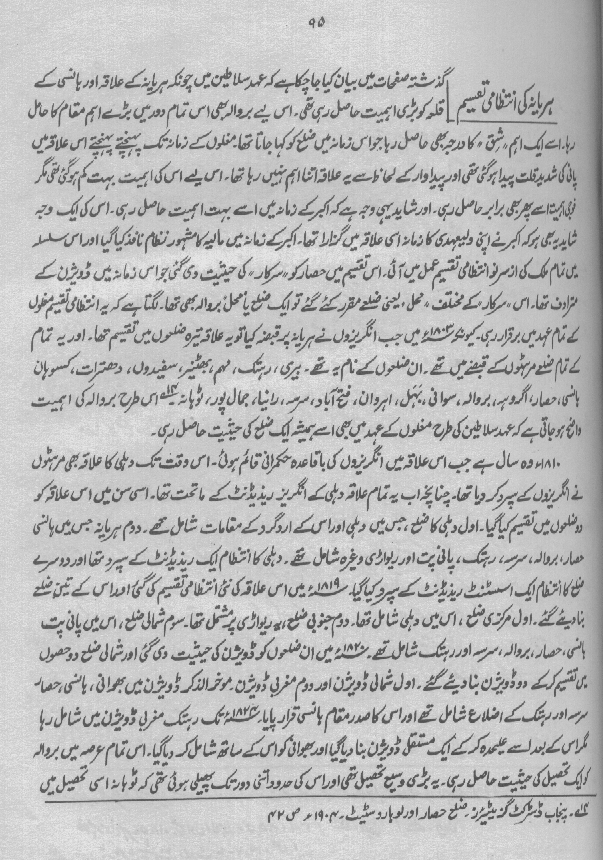 ۹۵
ہریانہ کی انتظامی تقسیم
گذشتہ صفحات میں بیان کیا جا چکا ہے کہ عہد سلاطین میں چونکہ ہریانہ کے علاقہ اور ہانسی کے
قلعہ کو بڑی اہمیت حاصل رہی تھی۔ اس لیے بروالہ بھی اس تمام دور میں بڑے اہم مقام کا حامل
رہا۔ اسے ایک اہم "شق" کا درجہ بھی حاصل رہا جو اس زمانہ میں ضلع کو کہا جاتا تھا۔ مغلوں کے زمانہ تک پہنچتے پہنچتے اس علاقہ میں
پانی کی شدید قلت پیدا ہو گئی تھی اور پیداوار کے لحاظ سے یہ علاقہ اتنا اہم نہیں رہا تھا۔ اس لیے اس کی اہمیت بہت کم ہو گئی تھی مگر
فوجی اہمیت اسے پھر بھی برابر حاصل رہی۔ اور شاید یہی وجہ ہے کہ اکبر کے زمانہ میں اسے بہت اہمیت حاصل رہی۔ اس کی ایک وجہ
شاید یہ بھی ہو کہ اکبر نے اپنی ولیعہدی کا زمانہ اسی علاقہ میں گذارا تھا۔ اکبر کے زمانہ میں مالیہ کا مشہور نظام نافذ کیا گیا اور اس سلسلہ
میں تمام ملک کی از سر نو انتظامی تقسیم عمل میں آئی۔ اس تقسیم میں حصار کو "سرکار" کی حیثیت دی گئی جو اس زمانہ میں ڈویژن کے
مترادف تھا۔ اس "سرکار" کے مختلف "محل" یعنی ضلعے مقرر کئے گئے تو ایک ضلع یا محل بروالہ بھی تھا۔ لگتا ہے کہ یہ انتظامی تقسیم مغلوں
کے تمام عہد میں برقرار رہی۔ کیونکہ ۱۸۰۳ء میں جب انگریزوں نے ہریانہ پر قبضہ کیا تو یہ علاقہ تیرہ ضلعوں میں تقسیم تھا۔ اور یہ تمام
کے تمام ضلعے مرہٹوں کے قبضے میں تھے۔ ان ضلعوں کے نام یہ تھے۔ بیری، رہتک، مہم، بھٹنیر، سفیدوں، دھترات، کسوہان
ہانسی، حصار، اگروہہ، بروالہ، سوانی، بہل، اہروان، فتح آباد، سرسہ، رانیا، جمال پور، ٹوہانہ اس طرح بروالہ کی اہمیت
واضح ہو جاتی ہے کہ عہد سلاطین کی طرح مغلوں کے عہد میں بھی اسے ہمیشہ ایک ضلع کی حیثیت حاصل رہی۔
۱۸۱۰ء وہ سال ہے جب اس علاقہ میں انگریزوں کی باقاعدہ حکمرانی قائم ہوئی۔ اس وقت تک دہلی کا علاقہ بھی مرہٹوں
نے انگریزوں کے سپرد کر دیا تھا۔ چنانچہ اب یہ تمام علاقہ دہلی کے انگریز ریذیڈنٹ کے ماتحت تھا۔ اسی سن میں اس علاقہ کو
دو ضلعوں میں تقسیم کیا گیا۔ اول دہلی کا ضلع، جس میں دہلی اور اس کے اردگرد کے مقامات شامل تھے۔ دوم ہریانہ جس میں ہانسی
حصار، بروالہ، سرسہ، رہتک، پانی پت اور ریواڑی وغیرہ شامل تھے۔ دہلی کا انتظام ایک ریذیڈنٹ کے سپرد تھا اور دوسرے
ضلع کا انتظام ایک اسسٹنٹ ریذیڈنٹ کے سپرد کیا گیا۔ ۱۸۱۹ء میں اس علاقہ کی نئی انتظامی تقسیم کی گئی اور اس کے تین ضلعے
بنا دیئے گئے۔ اول مرکزی ضلع، اس میں دہلی شامل تھا۔ دوم جنوبی ضلع، یہ ریواڑی پر مشتمل تھا۔ سوم شمالی ضلع، اس میں پانی پت
ہانسی، حصار، بروالہ، سرسہ اور رہتک شامل تھے۔ ۱۸۲۰ء میں ان ضلعوں کو ڈویژن کی حیثیت دی گئی اور شمالی ضلع دو حصوں
میں تقسیم کر کے دو ڈویژن بنا دیئے گئے۔ اول شمالی ڈویژن اور دوم مغربی ڈویژن۔ موخر الذکر ڈویژن میں بھوانی، ہانسی، حصار
سرسہ اور رہتک کے اضلاع شامل تھے اور اس کا صدر مقام ہانسی قرار پایا۔ ۱۸۲۴ء تک رہتک مغربی ڈویژن میں شامل رہا
مگر اس کے بعد اسے علیحدہ کر کے ایک مستقل ڈویژن بنا دیا گیا اور بھوانی کو اس کے ساتھ شامل کر دیا گیا۔ اس تمام عرصہ میں بروالہ
کو ایک تحصیل کی حیثیت حاصل رہی۔ یہ بڑی وسیع تحصیل تھی اور اس کی حدود اتنی دور تک پھیلی ہوئی تھی کہ ٹوہانہ اسی تحصیل میں
پنجاب ڈسٹرکٹ گزیٹیئرز۔ ضلع حصار اور لوہارو سٹیٹ۔ ۱۹۰۴ء ص ۴۲